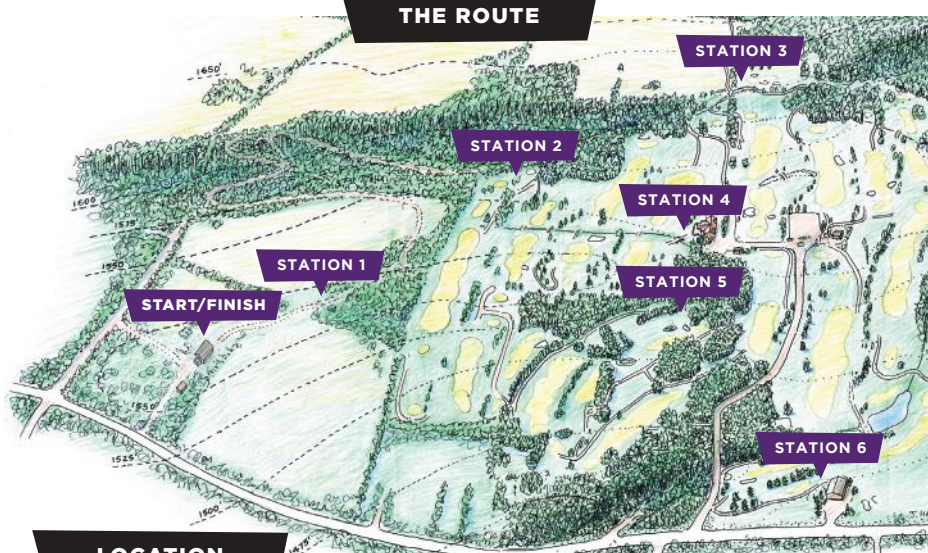 THE ROUTE
STATION 3
1650'
STATION 2
STATION 4
1600'
1575'
1550'
STATION 1
STATION 5
START/FINISH
1550'
STATION 6
1525'
1500'
LOCATION